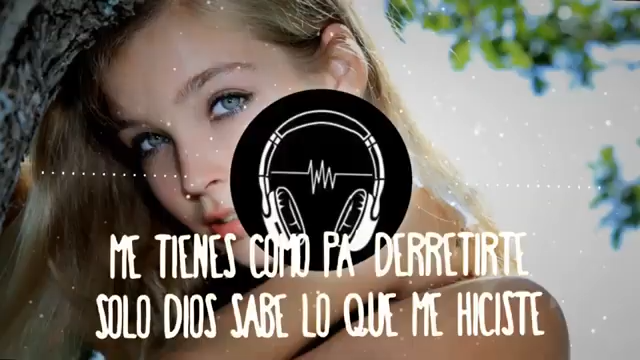 ME TIENES COMO PA' DERRETIRTE
SOLO DIOS SABE LO QUE ME HICISTE